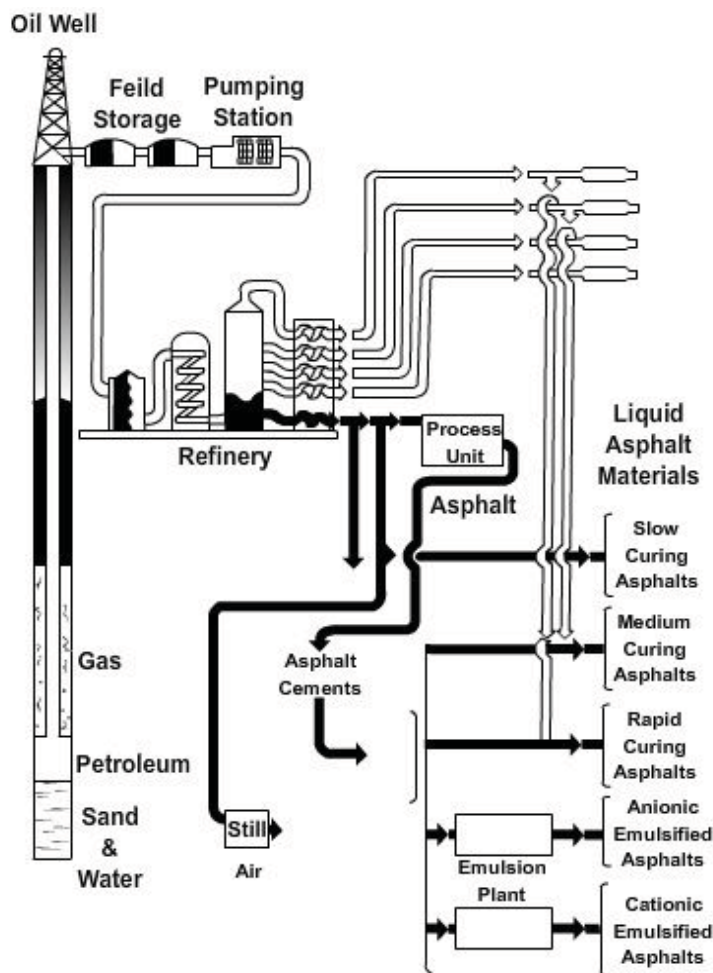 Oil Well
Feild
Storage
Pumping
Station
Refinery
Process
Unit
Asphalt
Liquid
Asphalt
Materials
Slow
Curing
Asphalts
Medium
Curing
Asphalts
Rapid
Curing
Asphalts
Anionic
Emulsified
Asphalts
Cationic
Emulsified
Asphalts
Gas
Petroleum
Sand
&
Water
Asphalt
Cements
Still
Air
Emulsion
Plant